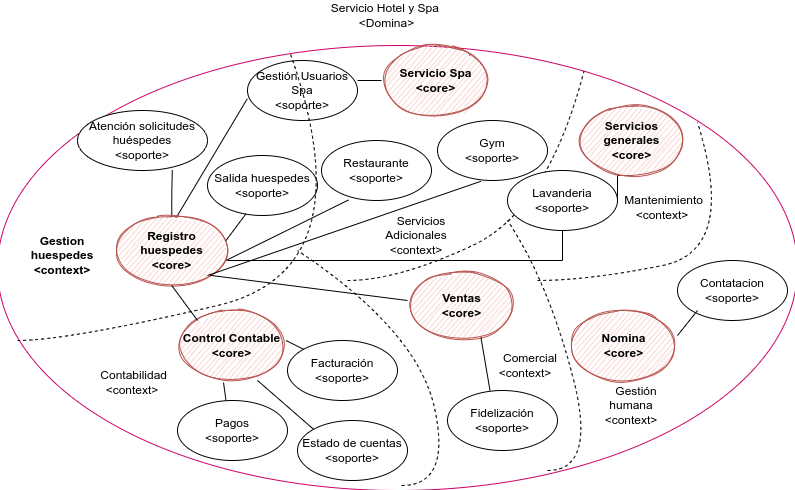 Servicio Hotel y Spa
<Domina>
Gestión Usuarios
Spa
<soporte>
Servicio Spa
<core>
Atención solicitudes
huéspedes
<soporte>
Salida huespedes
<soporte>
Restaurante
<soporte>
Gym
<soporte>
Servicios
generales
<core>
Lavanderia
<soporte>
Mantenimiento
<context>
Gestion
huespedes
<context>
Registro
huespedes
<core>
Servicios
Adicionales
<context>
Ventas
<core>
Contatacion
<soporte>
Control Contable
<core>
Nomina
<core>
Contabilidad
<context>
Facturación
<soporte>
Comercial
<context>
Gestión
humana
<context>
Pagos
<soporte>
Estado de cuentas
<soporte>
Fidelización
<soporte>